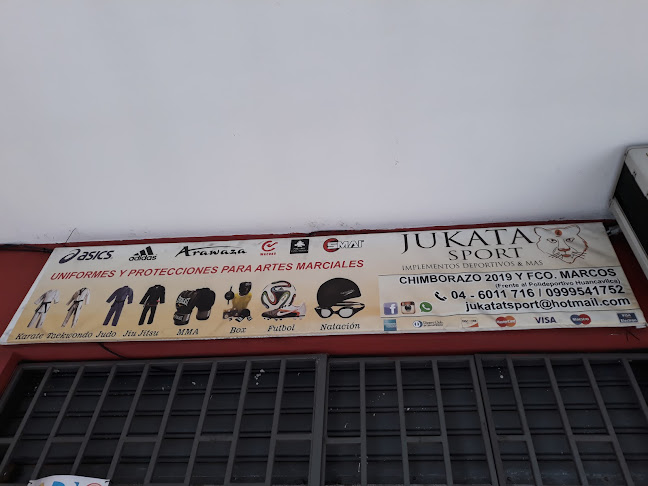 asics
adidas
Arawaza
JUKATA
SPORT
IMPLEMENTOS DEPORTIVOS & MAS
UNIFORMES Y PROTECCIONES PARA ARTES MARCIALES
CHIMBORAZO 2019 Y FCO. MARCOS
(Frente al Polideportivo Huancavilca)
04 - 6011 716 / 0999541752
jukatatsport@hotmail.com
Karate Taekwondo Judo Jiu Jitsu MMA Box Futbol Natación
VISA